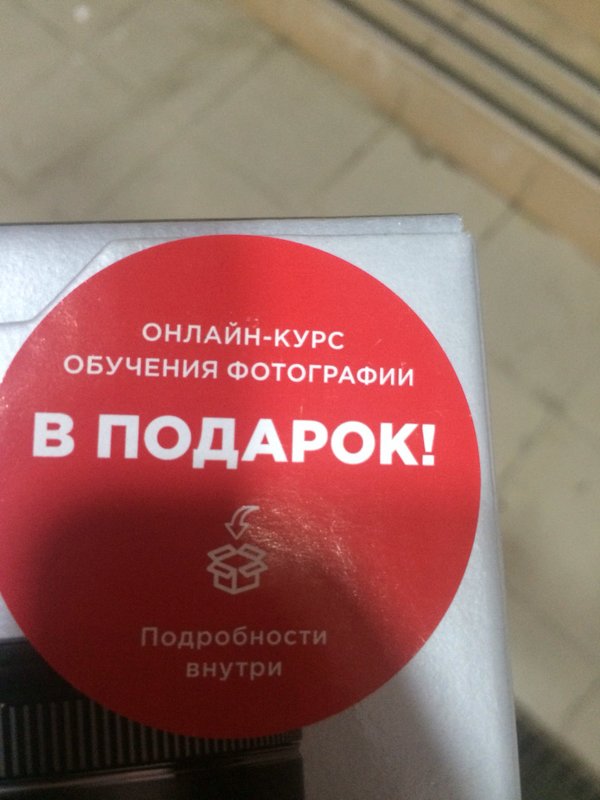 ОНЛАЙН-КУРС
ОБУЧЕНИЯ ФОТОГРАФИИ
В ПОДАРОК!
Подробности
внутри